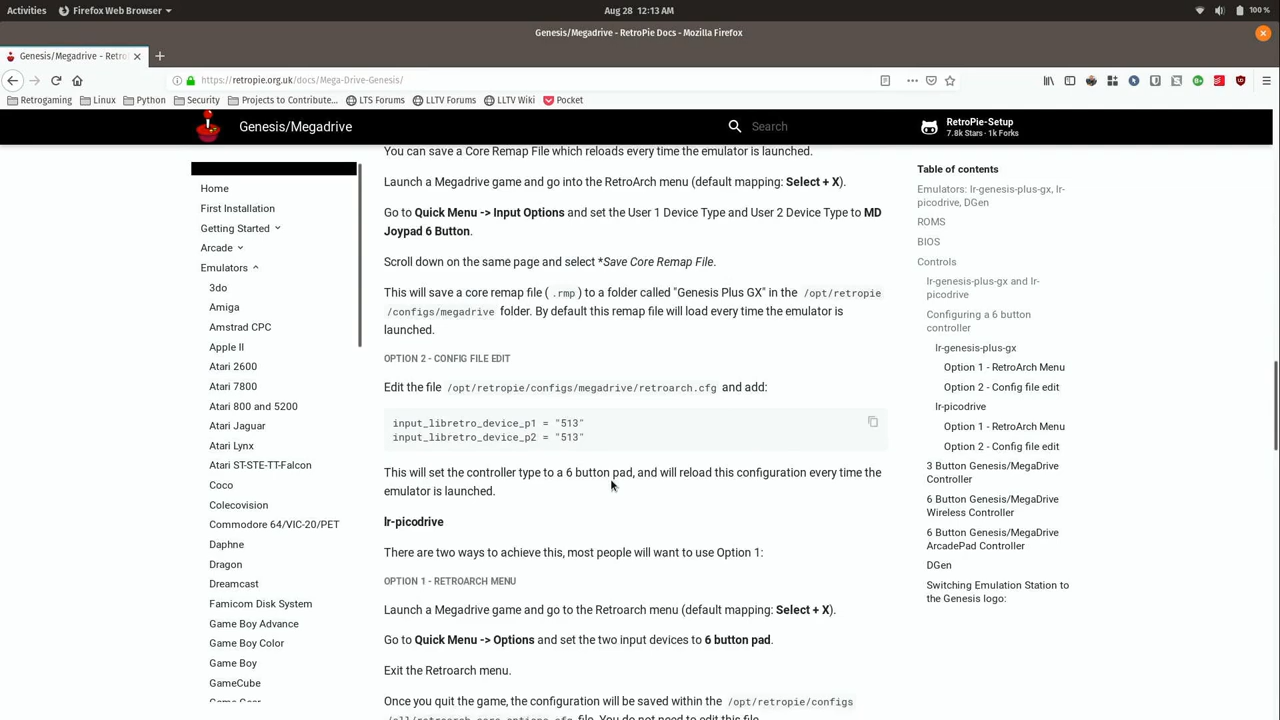 Activities
Firefox Web Browser
Aug 28 12:13 AM
100 %
Genesis/Megadrive - RetroPie Docs - Mozilla Firefox
Genesis/Megadrive - Retro
https://retropie.org.uk/docs/Mega-Drive-Genesis/
Retrogaming
Linux
Python
Security
Projects to Contribute...
LTS Forums
LLTV Forums
LLTV Wiki
Pocket
Genesis/Megadrive
Search
RetroPie-Setup
7.8k Stars · 1k Forks
Home
First Installation
Getting Started
Arcade
Emulators
3do
Amiga
Amstrad CPC
Apple II
Atari 2600
Atari 7800
Atari 800 and 5200
Atari Jaguar
Atari Lynx
Atari ST-STE-TT-Falcon
Coco
Colecovision
Commodore 64/VIC-20/PET
Daphne
Dragon
Dreamcast
Famicom Disk System
Game Boy Advance
Game Boy Color
Game Boy
GameCube
Game Gear
You can save a Core Remap File which reloads every time the emulator is launched.
Launch a Megadrive game and go into the RetroArch menu (default mapping: Select + X).
Go to Quick Menu -> Input Options and set the User 1 Device Type and User 2 Device Type to MD
Joypad 6 Button.
Scroll down on the same page and select *Save Core Remap File.
This will save a core remap file ( .rmp ) to a folder called "Genesis Plus GX" in the /opt/retropie
/configs/megadrive folder. By default this remap file will load every time the emulator is
launched.
OPTION 2 - CONFIG FILE EDIT
Edit the file /opt/retropie/configs/megadrive/retroarch.cfg and add:
input_libretro_device_p1 = "513"
input_libretro_device_p2 = "513"
This will set the controller type to a 6 button pad, and will reload this configuration every time the
emulator is launched.
lr-picodrive
There are two ways to achieve this, most people will want to use Option 1:
OPTION 1 - RETROARCH MENU
Launch a Megadrive game and go to the Retroarch menu (default mapping: Select + X).
Go to Quick Menu -> Options and set the two input devices to 6 button pad.
Exit the Retroarch menu.
Once you quit the game, the configuration will be saved within the /opt/retropie/configs
/all/retroarch-core-options.cfg file. You do not need to edit this file.
Table of contents
Emulators: lr-genesis-plus-gx, lr-
picodrive, DGen
ROMS
BIOS
Controls
lr-genesis-plus-gx and lr-
picodrive
Configuring a 6 button
controller
lr-genesis-plus-gx
Option 1 - RetroArch Menu
Option 2 - Config file edit
lr-picodrive
Option 1 - RetroArch Menu
Option 2 - Config file edit
3 Button Genesis/MegaDrive
Controller
6 Button Genesis/MegaDrive
Wireless Controller
6 Button Genesis/MegaDrive
ArcadePad Controller
DGen
Switching Emulation Station to
the Genesis logo: